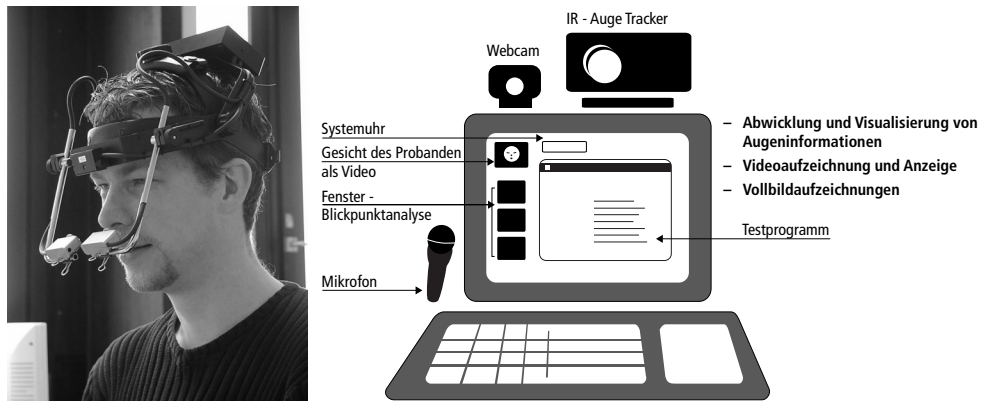 IR - Auge Tracker
Webcam
Systemuhr
Gesicht des Probanden
als Video
Fenster -
Blickpunktanalyse
Mikrofon
– Abwicklung und Visualisierung von
Augeninformationen
– Videoaufzeichnung und Anzeige
– Vollbildaufzeichnungen
Testprogramm